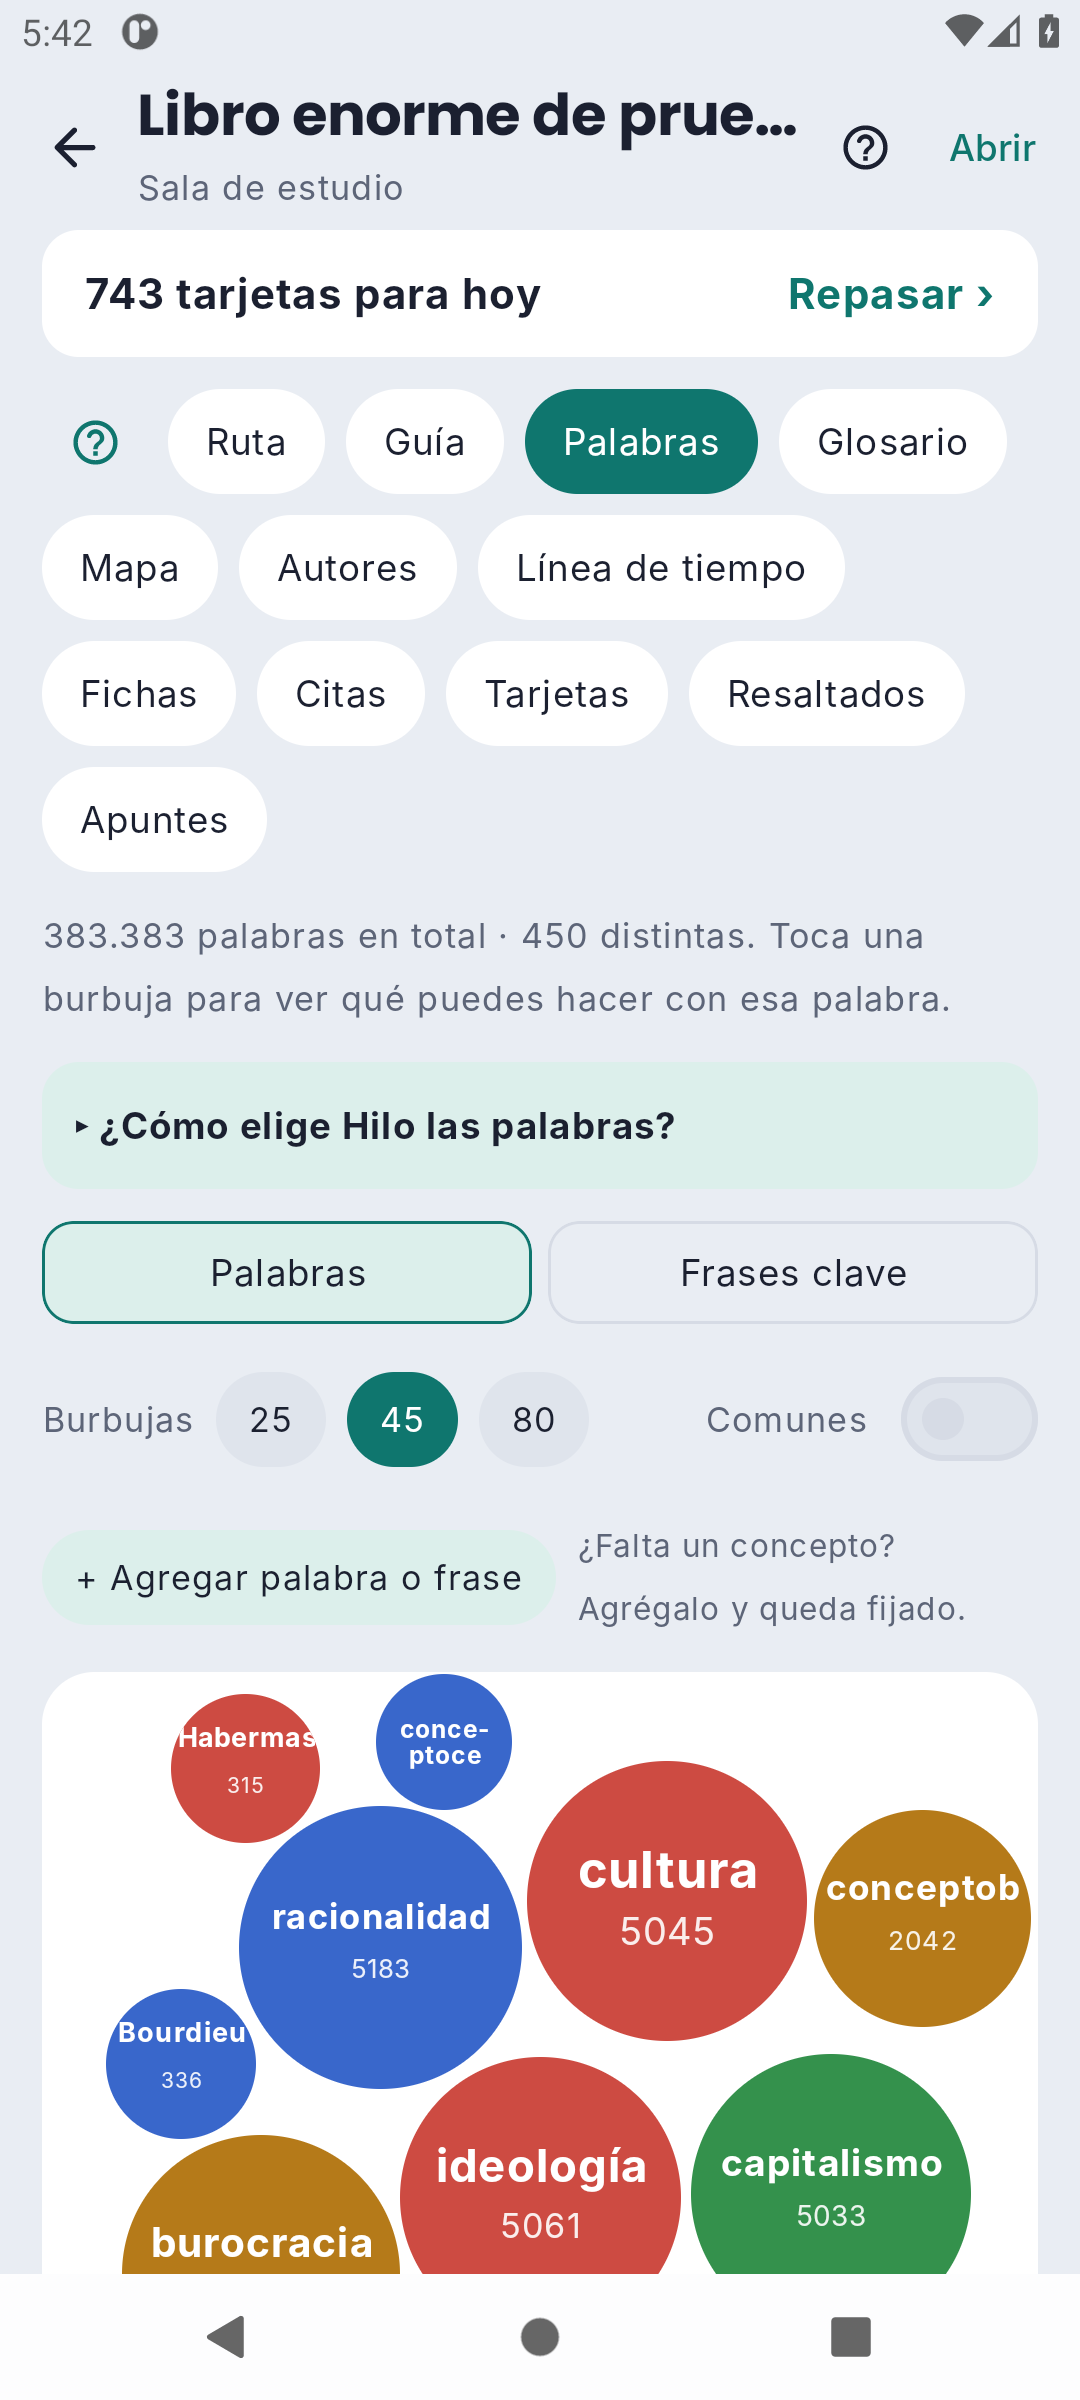 5:42
Libro enorme de prue...
Sala de estudio
Abrir
743 tarjetas para hoy
Repasar ›
Ruta
Guía
Palabras
Glosario
Mapa
Autores
Línea de tiempo
Fichas
Citas
Tarjetas
Resaltados
Apuntes
383.383 palabras en total · 450 distintas. Toca una
burbuja para ver qué puedes hacer con esa palabra.
▸ ¿Cómo elige Hilo las palabras?
Palabras
Frases clave
Burbujas
25
45
80
Comunes
+ Agregar palabra o frase
¿Falta un concepto?
Agrégalo y queda fijado.
Habermas
315
conce-
ptoce
cultura
5045
conceptob
2042
racionalidad
5183
Bourdieu
336
ideología
5061
capitalismo
5033
burocracia